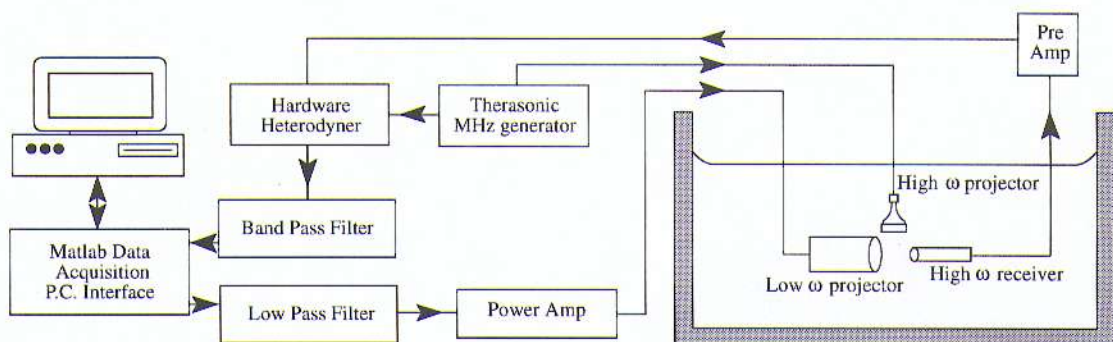 Pre
Amp
Hardware
Heterodyner
Therasonic
MHz generator
High ω projector
Band Pass Filter
Matlab Data
Acquisition
P.C. Interface
Low ω projector
High ω receiver
Low Pass Filter
Power Amp